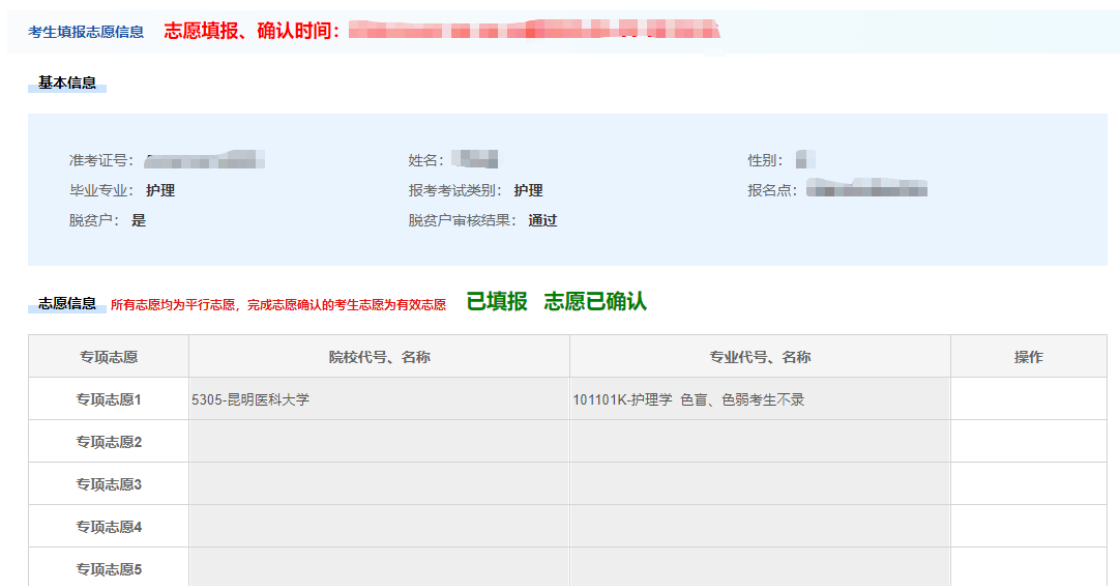 考生填报志愿信息 志愿填报、确认时间:
基本信息
准考证号: 姓名: 性别:
毕业专业: 护理 报考考试类别: 护理 报名点:
脱贫户: 是 脱贫户审核结果: 通过
志愿信息 所有志愿均为平行志愿，完成志愿确认的考生志愿为有效志愿 已填报 志愿已确认
专项志愿 院校代号、名称 专业代号、名称 操作
专项志愿1 5305-昆明医科大学 101101K-护理学 色盲、色弱考生不录
专项志愿2
专项志愿3
专项志愿4
专项志愿5